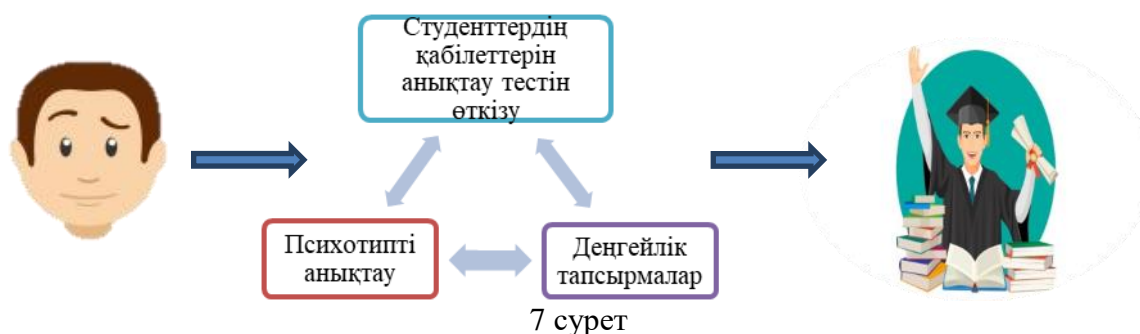 Студенттердің
қабілеттерін
анықтау тестін
өткізу
Психотипті
анықтау
Деңгейлік
тапсырмалар
7 сурет